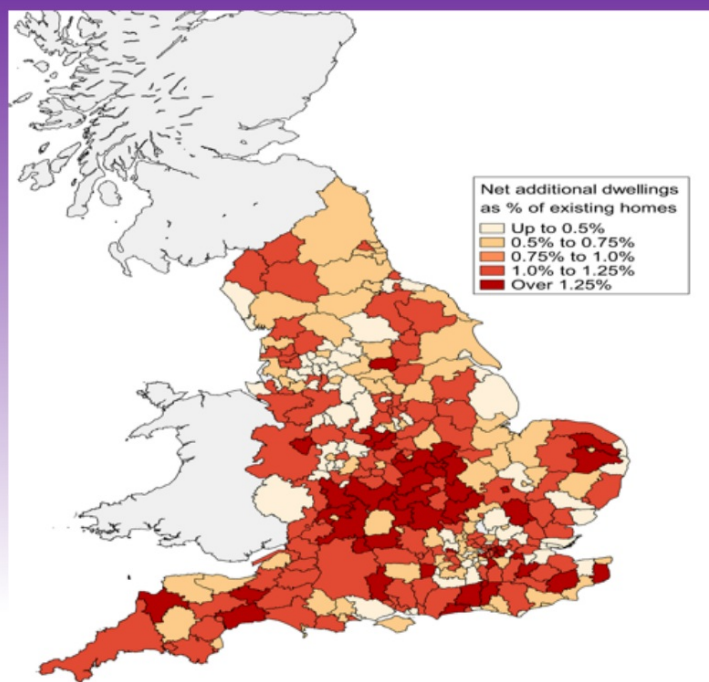 Net additional dwellings
as % of existing homes
Up to 0.5%
0.5% to 0.75%
0.75% to 1.0%
1.0% to 1.25%
Over 1.25%